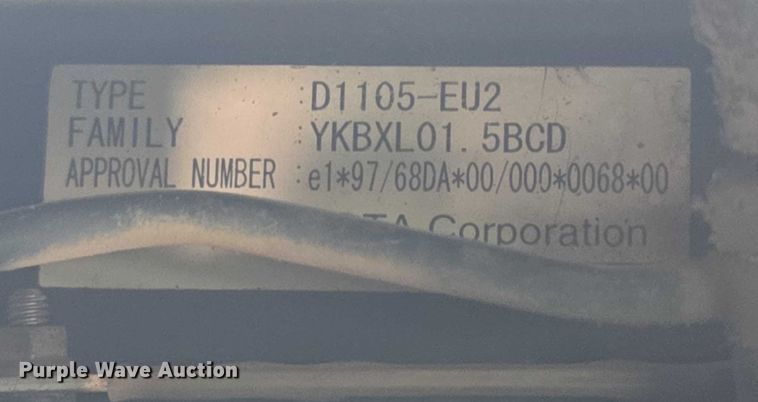 TYPE :D1105-EU2
FAMILY :YKBXL01.5BCD
APPROVAL NUMBER :e1*97/68DA*00/000*0068*00
Corporation
Purple Wave Auction